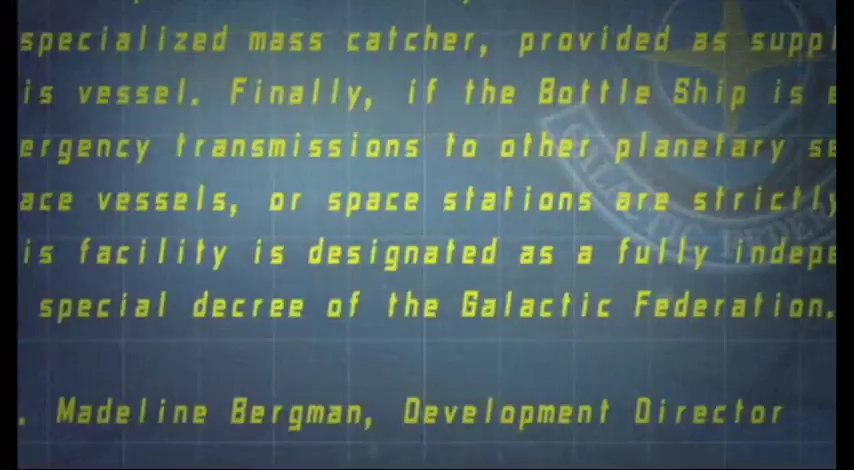 specialized mass catcher, provided as suppl
is vessel. Finally, if the Bottle Ship is
ergency transmissions to other planetary se
ace vessels, or space stations are strictly
is facility is designated as a fully indepe
special decree of the Galactic Federation.
. Madeline Bergman, Development Director
GALACTIC FEDER